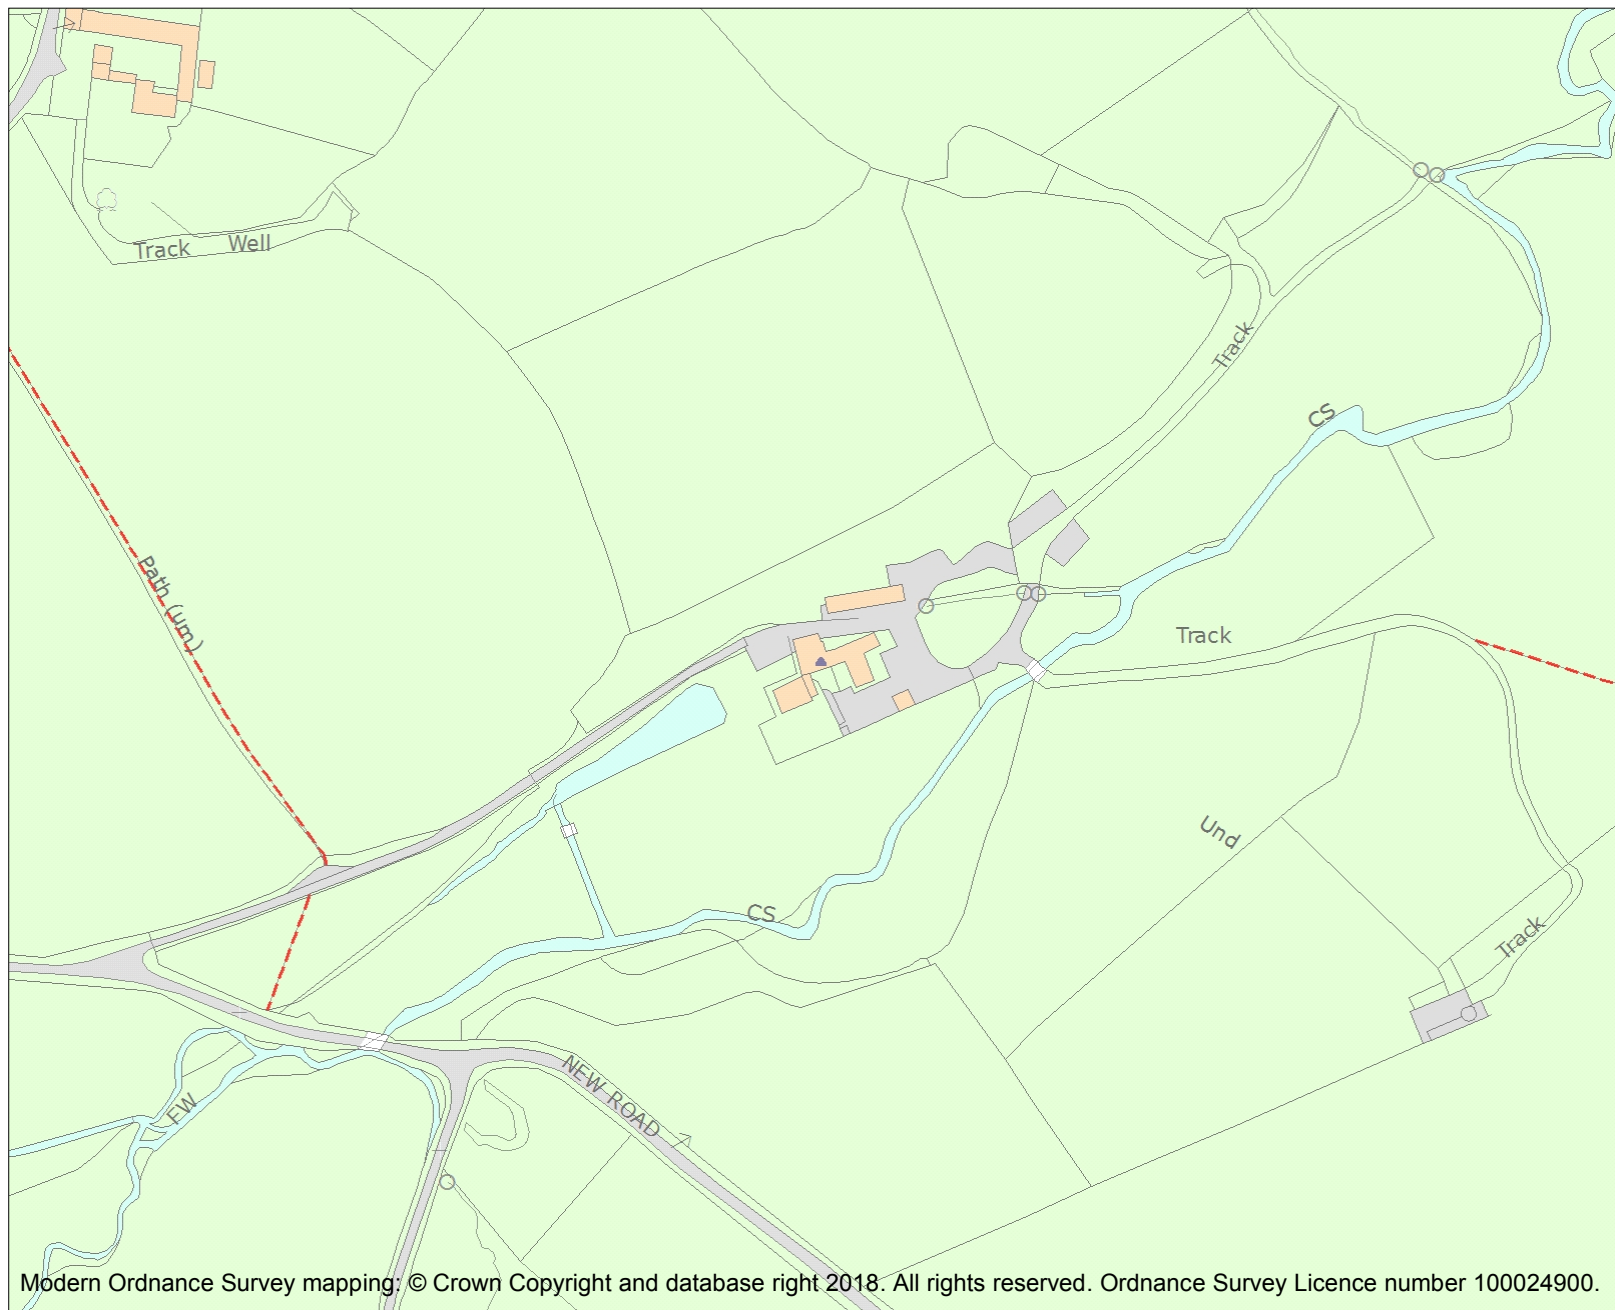 Track
Well
Track
CS
Path (um)
Track
Und
CS
Track
NEW ROAD
FW
Modern Ordnance Survey mapping: © Crown Copyright and database right 2018. All rights reserved. Ordnance Survey Licence number 100024900.